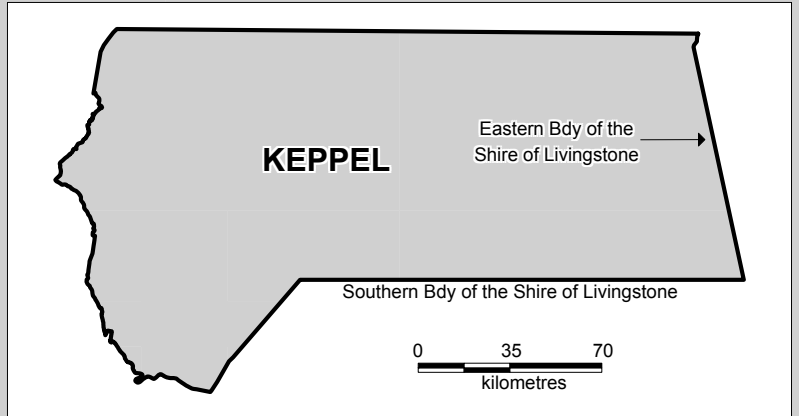 Eastern Bdy of the
Shire of Livingstone
KEPPEL
Southern Bdy of the Shire of Livingstone
0 35 70
kilometres